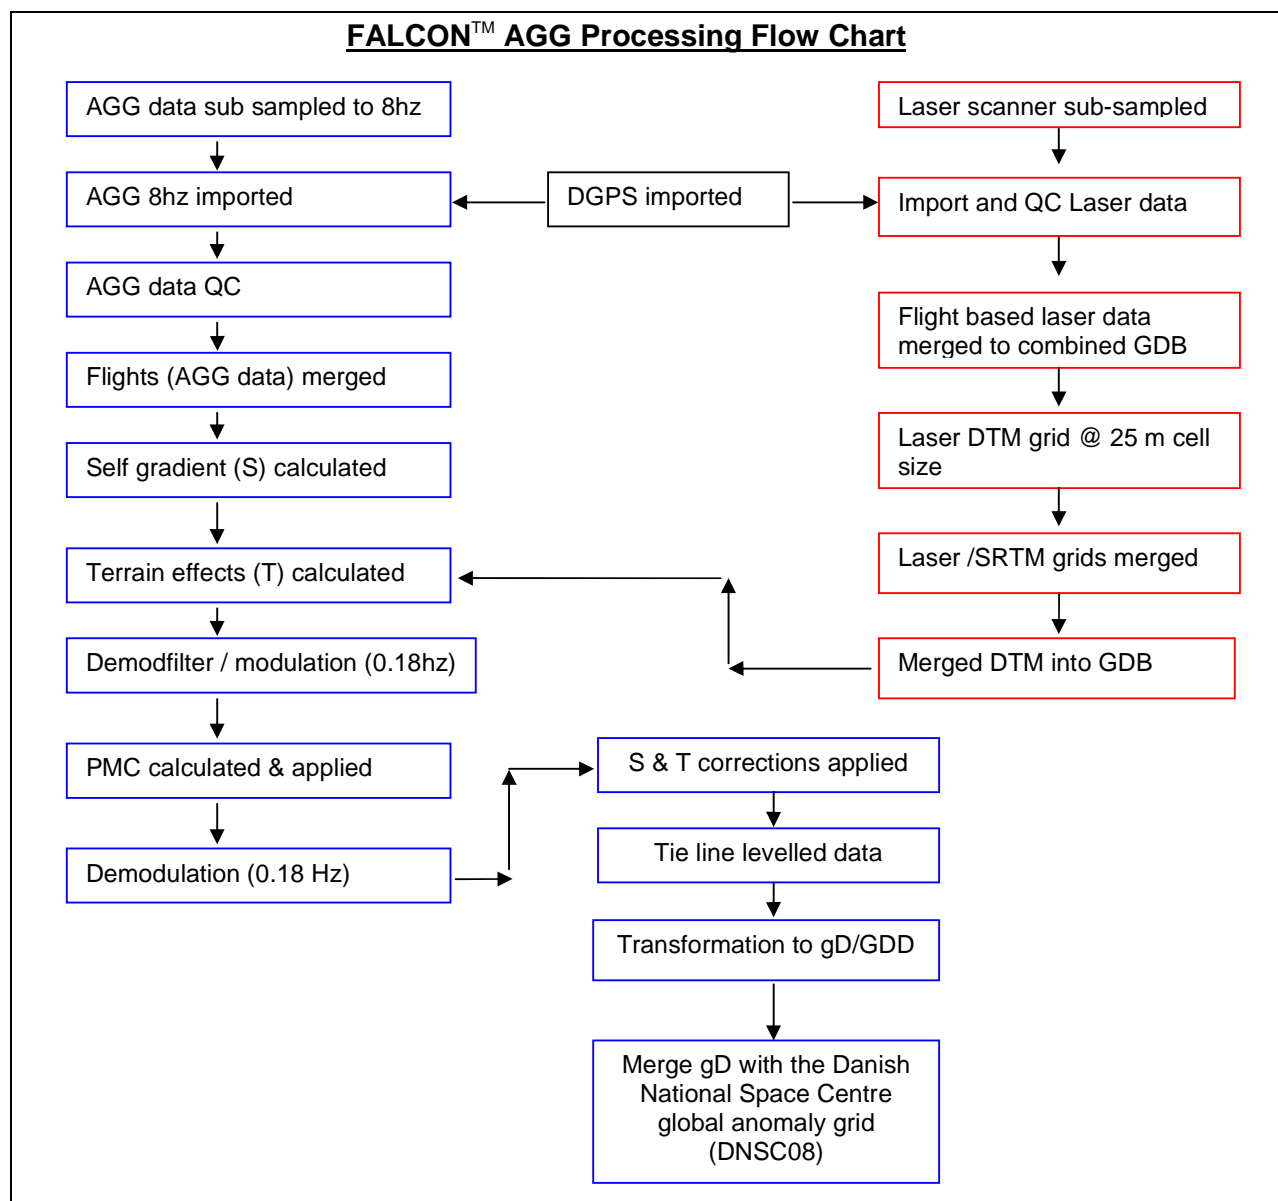 FALCON™ AGG Processing Flow Chart
AGG data sub sampled to 8hz
AGG 8hz imported
AGG data QC
Flights (AGG data) merged
Self gradient (S) calculated
Terrain effects (T) calculated
Demodfilter / modulation (0.18hz)
PMC calculated & applied
Demodulation (0.18 Hz)
DGPS imported
Laser scanner sub-sampled
Import and QC Laser data
Flight based laser data
merged to combined GDB
Laser DTM grid @ 25 m cell
size
Laser /SRTM grids merged
Merged DTM into GDB
S & T corrections applied
Tie line levelled data
Transformation to gD/GDD
Merge gD with the Danish
National Space Centre
global anomaly grid
(DNSC08)